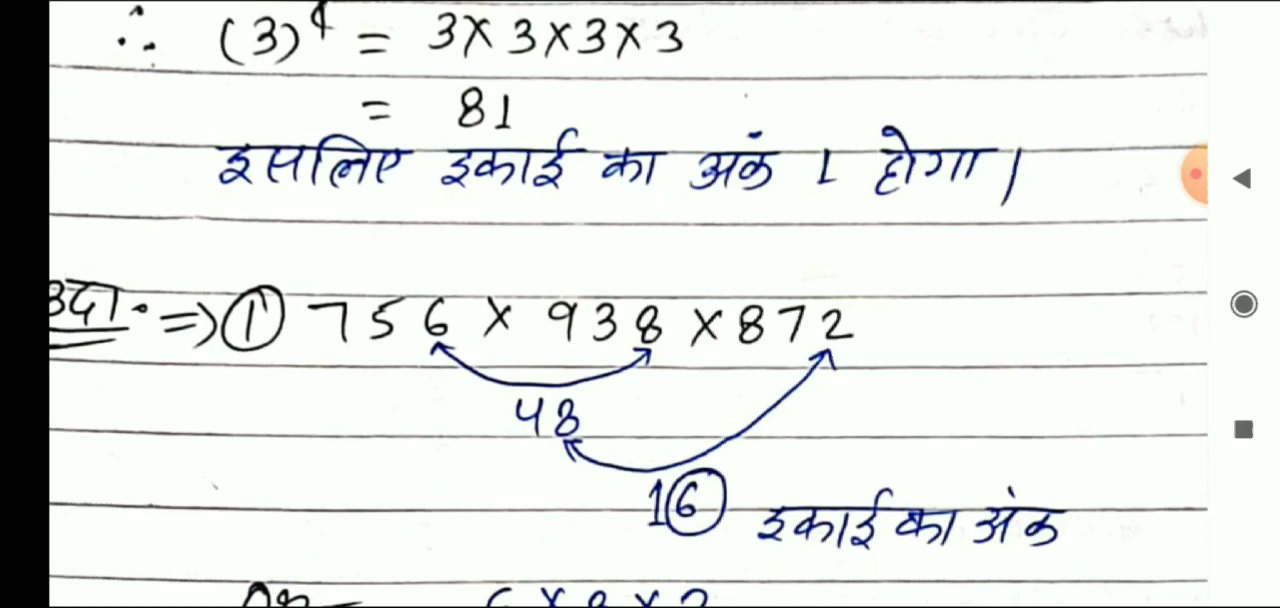 ∴ (3)⁴ = 3×3×3×3
= 81
इसलिए इकाई का अंक 1 होगा।
उदा. ⇒ ① 756 × 938 × 872
48
16 इकाई का अंक